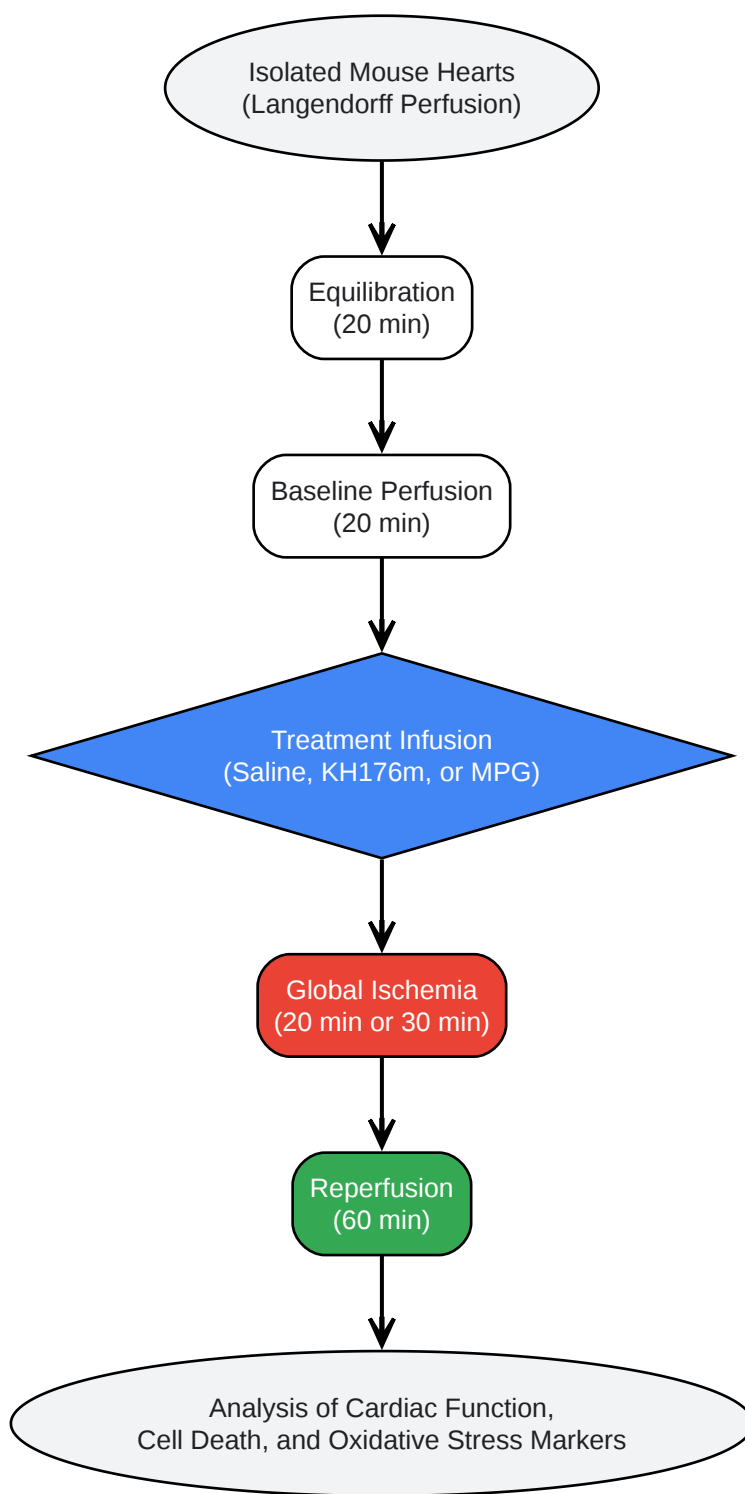 Isolated Mouse Hearts
(Langendorff Perfusion)
Equilibration
(20 min)
Baseline Perfusion
(20 min)
Treatment Infusion
(Saline, KH176m, or MPG)
Global Ischemia
(20 min or 30 min)
Reperfusion
(60 min)
Analysis of Cardiac Function,
Cell Death, and Oxidative Stress Markers